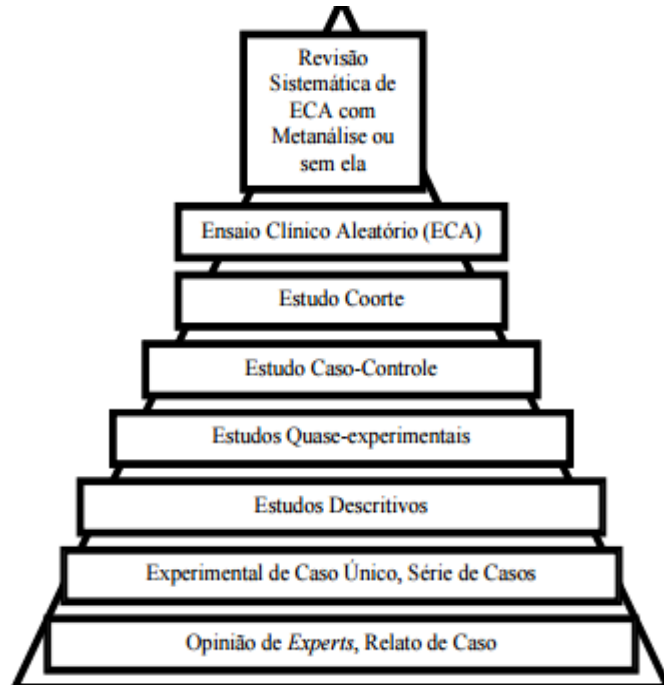 Revisão
Sistemática de
ECA com
Metanálise ou
sem ela
Ensaio Clínico Aleatório (ECA)
Estudo Coorte
Estudo Caso-Controle
Estudos Quase-experimentais
Estudos Descritivos
Experimental de Caso Único, Série de Casos
Opinião de Experts, Relato de Caso